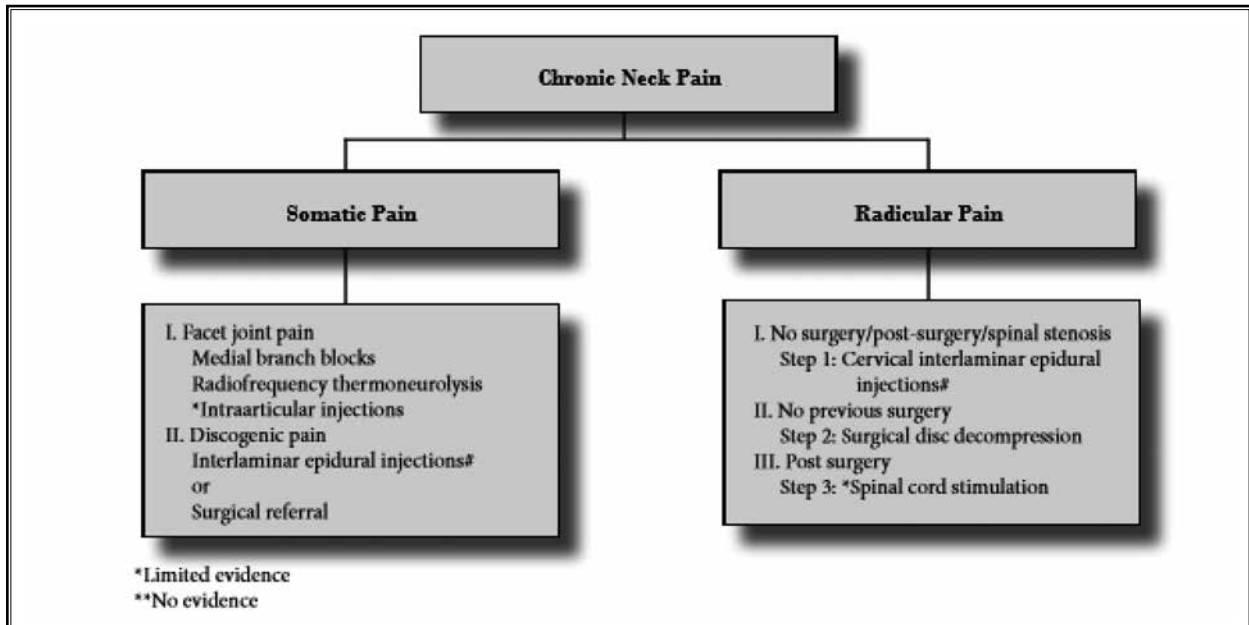 Chronic Neck Pain
Somatic Pain
I. Facet joint pain
Medial branch blocks
Radiofrequency thermoneurolysis
*Intraarticular injections
II. Discogenic pain
Interlaminar epidural injections#
or
Surgical referral
Radicular Pain
I. No surgery/post-surgery/spinal stenosis
Step 1: Cervical interlaminar epidural
injections#
II. No previous surgery
Step 2: Surgical disc decompression
III. Post surgery
Step 3: *Spinal cord stimulation
*Limited evidence
**No evidence